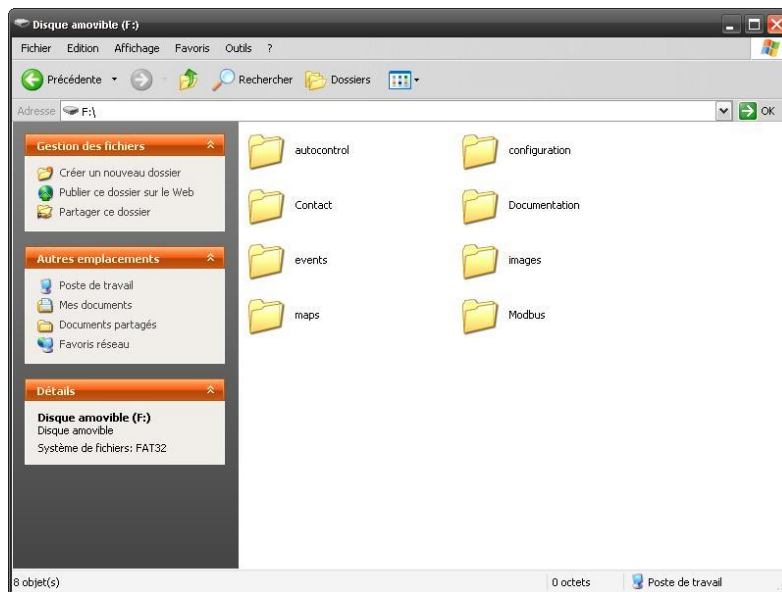 Disque amovible (F:)
Fichier Edition Affichage Favoris Outils ?
Précédente Rechercher Dossiers
Adresse F:\ OK
Gestion des fichiers
Créer un nouveau dossier
Publier ce dossier sur le Web
Partager ce dossier
Autres emplacements
Poste de travail
Mes documents
Documents partagés
Favoris réseau
Détails
Disque amovible (F:)
Disque amovible
Système de fichiers: FAT32
autocontrol configuration
Contact Documentation
events images
maps Modbus
8 objet(s) 0 octets Poste de travail